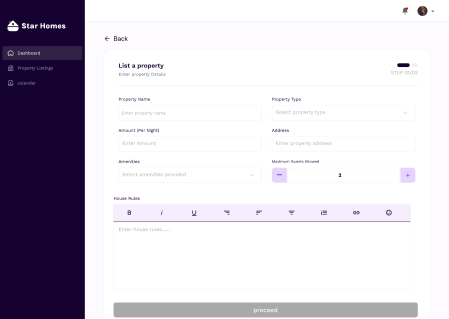 Star Homes
Dashboard
Property Listings
Calendar
Back
List a property
Enter property Details
STEP 01/02
Property Name
Property Type
Enter property name
Select property type
Amount (Per Night)
Address
Enter Amount
Enter property address
Amenities
Maximum Guests Allowed
Select amenities provided
2
House Rules
B I U
Enter house rules.....
proceed